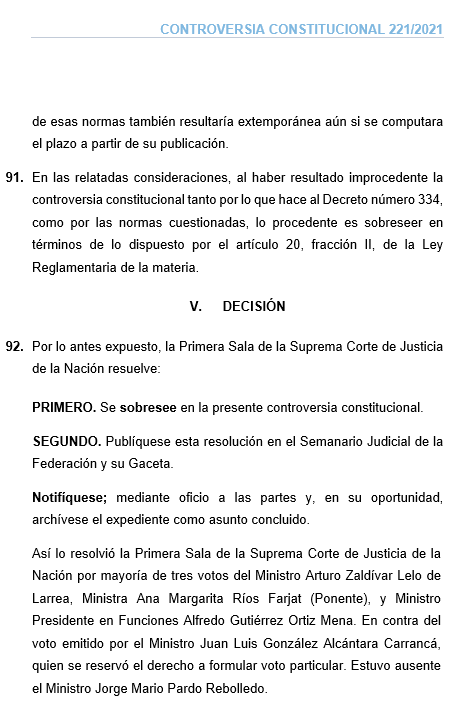 CONTROVERSIA CONSTITUCIONAL 221/2021
de esas normas también resultaría extemporánea aún si se computara
el plazo a partir de su publicación.
91. En las relatadas consideraciones, al haber resultado improcedente la
controversia constitucional tanto por lo que hace al Decreto número 334,
como por las normas cuestionadas, lo procedente es sobreseer en
términos de lo dispuesto por el artículo 20, fracción II, de la Ley
Reglamentaria de la materia.
V. DECISIÓN
92. Por lo antes expuesto, la Primera Sala de la Suprema Corte de Justicia
de la Nación resuelve:
PRIMERO. Se sobresee en la presente controversia constitucional.
SEGUNDO. Publíquese esta resolución en el Semanario Judicial de la
Federación y su Gaceta.
Notifíquese; mediante oficio a las partes y, en su oportunidad,
archívese el expediente como asunto concluido.
Así lo resolvió la Primera Sala de la Suprema Corte de Justicia de la
Nación por mayoría de tres votos del Ministro Arturo Zaldívar Lelo de
Larrea, Ministra Ana Margarita Ríos Farjat (Ponente), y Ministro
Presidente en Funciones Alfredo Gutiérrez Ortiz Mena. En contra del
voto emitido por el Ministro Juan Luis González Alcántara Carrancá,
quien se reservó el derecho a formular voto particular. Estuvo ausente
el Ministro Jorge Mario Pardo Rebolledo.